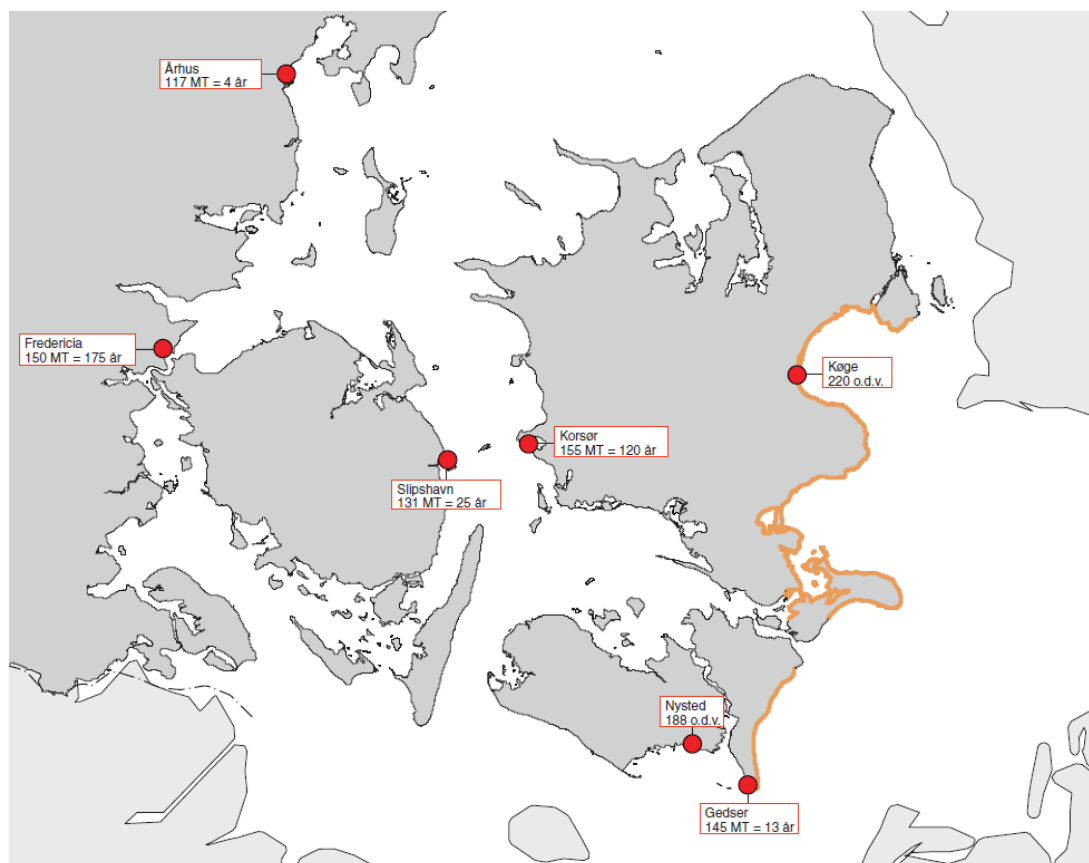 Århus
117 MT = 4 år
Fredericia
150 MT = 175 år
Køge
220 o.d.v.
Korsør
155 MT = 120 år
Slipshavn
131 MT = 25 år
Nysted
188 o.d.v.
Gedser
145 MT = 13 år